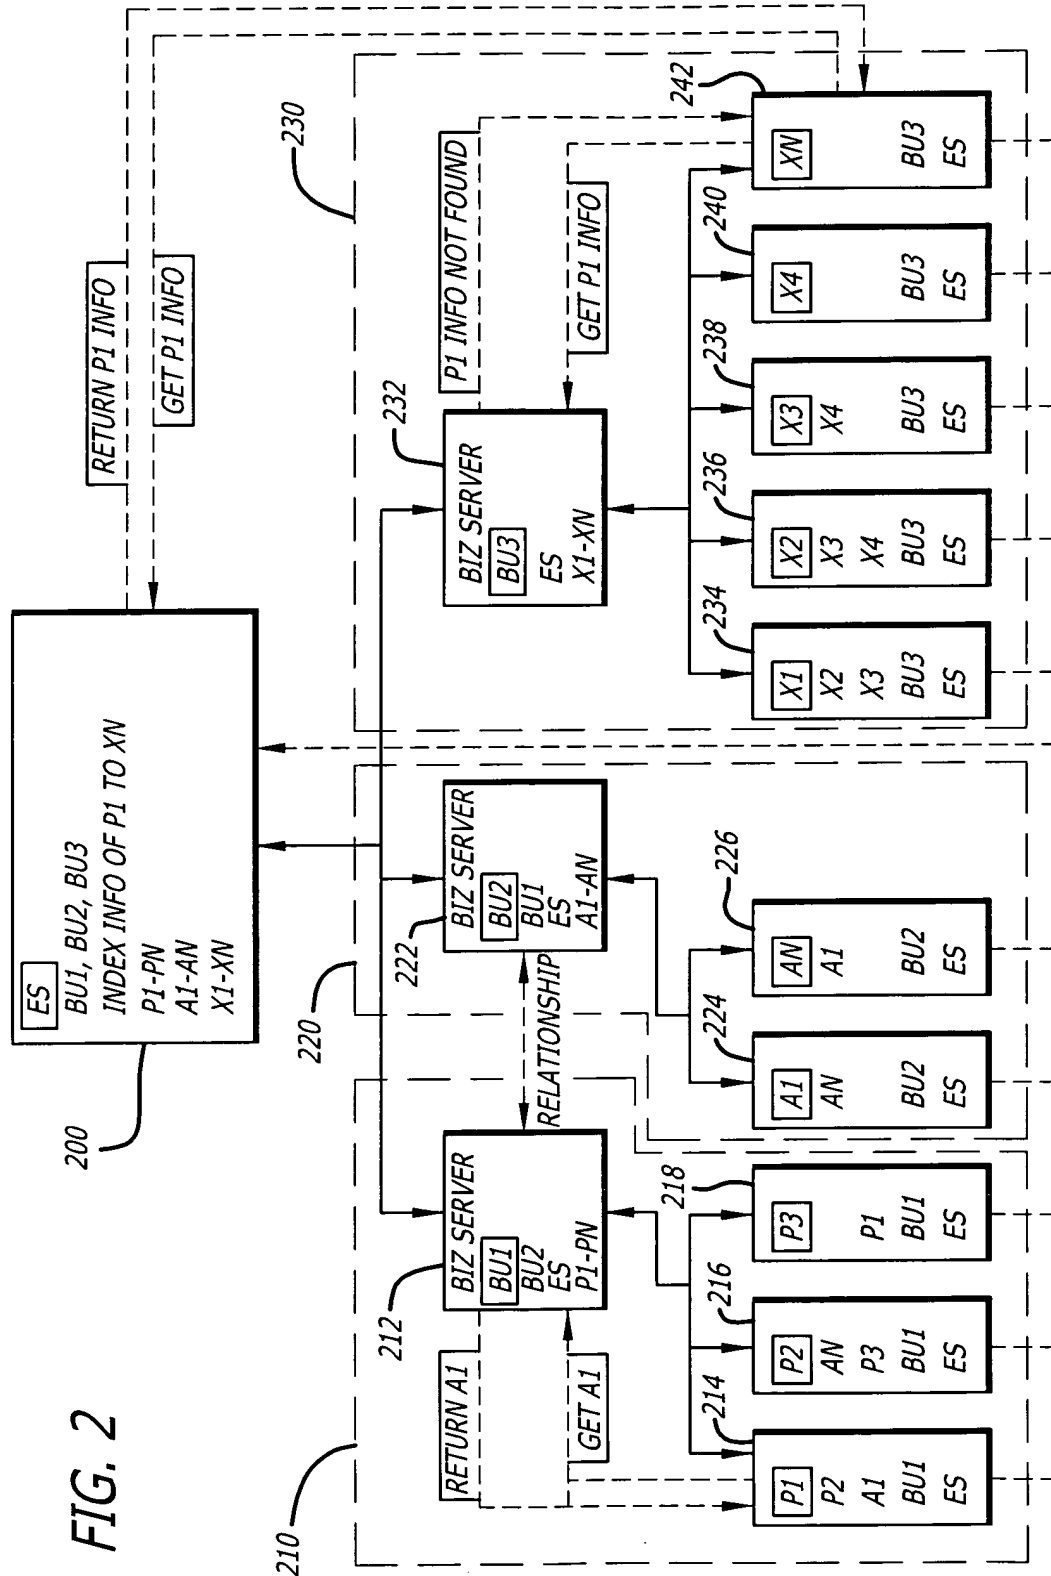 FIG. 2
200
ES
BU1, BU2, BU3
INDEX INFO OF P1 TO XN
P1-PN
A1-AN
X1-XN
RETURN P1 INFO
GET P1 INFO
210
212
BIZ SERVER
BU1
BU2
ES
P1-PN
RETURN A1
GET A1
RELATIONSHIP
220
222
BIZ SERVER
BU2
BU1
ES
A1-AN
230
232
BIZ SERVER
BU3
ES
X1-XN
P1 INFO NOT FOUND
GET P1 INFO
214
P1
P2
A1
BU1
ES
216
P2
AN
P3
BU1
ES
218
P3
P1
BU1
ES
224
A1
AN
BU2
ES
226
AN
A1
BU2
ES
234
X1
X2
X3
BU3
ES
236
X2
X3
X4
BU3
ES
238
X3
X4
BU3
ES
240
X4
BU3
ES
242
XN
BU3
ES